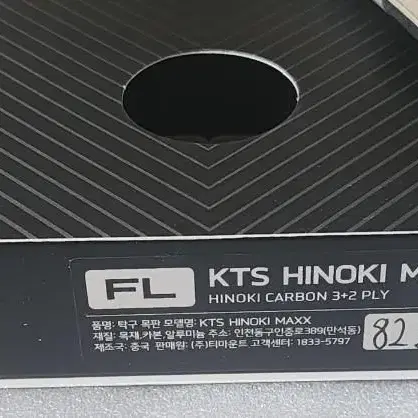 FL
KTS HINOKI M
HINOKI CARBON 3+2 PLY
품명: 탁구 목판 모델명: KTS HINOKI MAXX
재질: 목재,카본,알루미늄 주소: 인천동구인중로389(만석동)
제조국: 중국 판매원: (주)티마운트 고객센터: 1833-5797
82